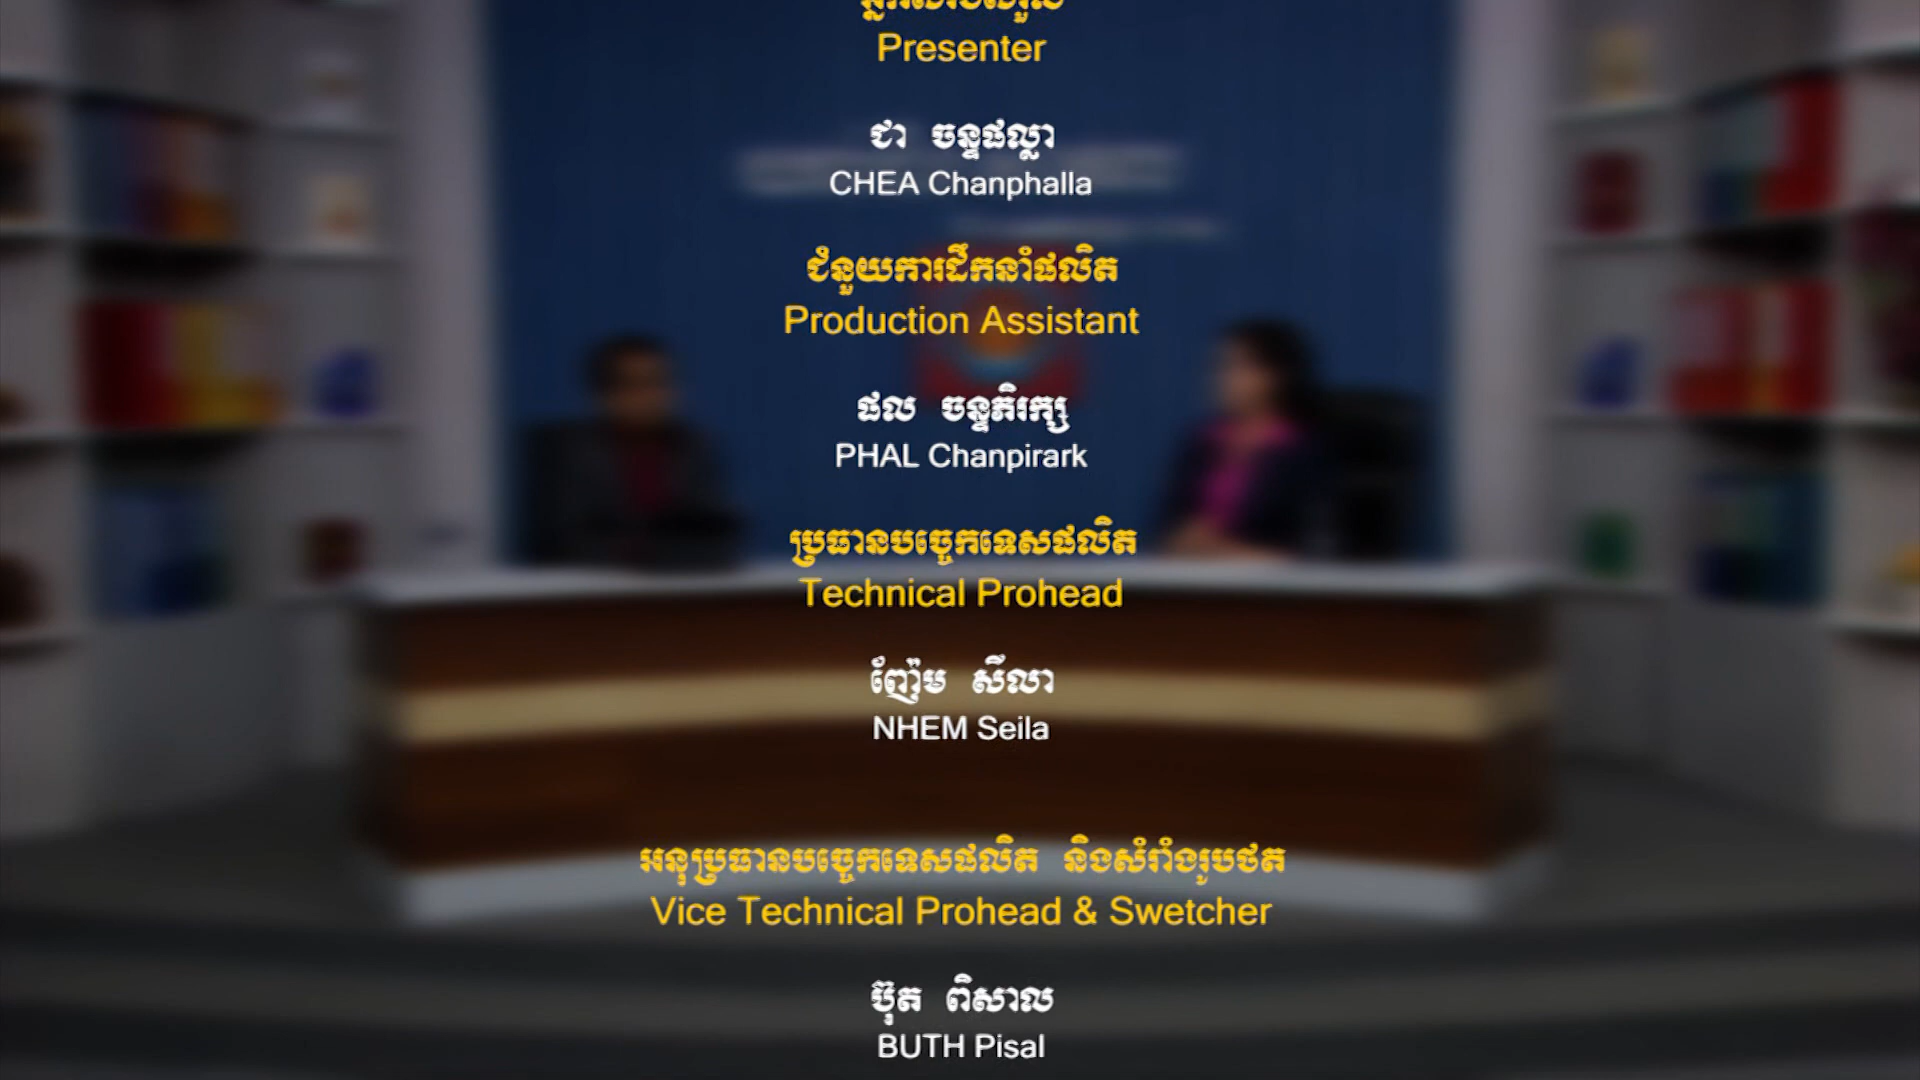 Presenter
ជា ចន្ទផល្លា
CHEA Chanphalla
ជំនួយការដឹកនាំផលិត
Production Assistant
ផល ចន្ទភិរក្ស
PHAL Chanpirark
ប្រធានបច្ចេកទេសផលិត
Technical Prohead
ញ៉ែម សីលា
NHEM Seila
អនុប្រធានបច្ចេកទេសផលិត និងសំរាំងរូបថត
Vice Technical Prohead & Swetcher
ប៊ុត ពិសាល
BUTH Pisal